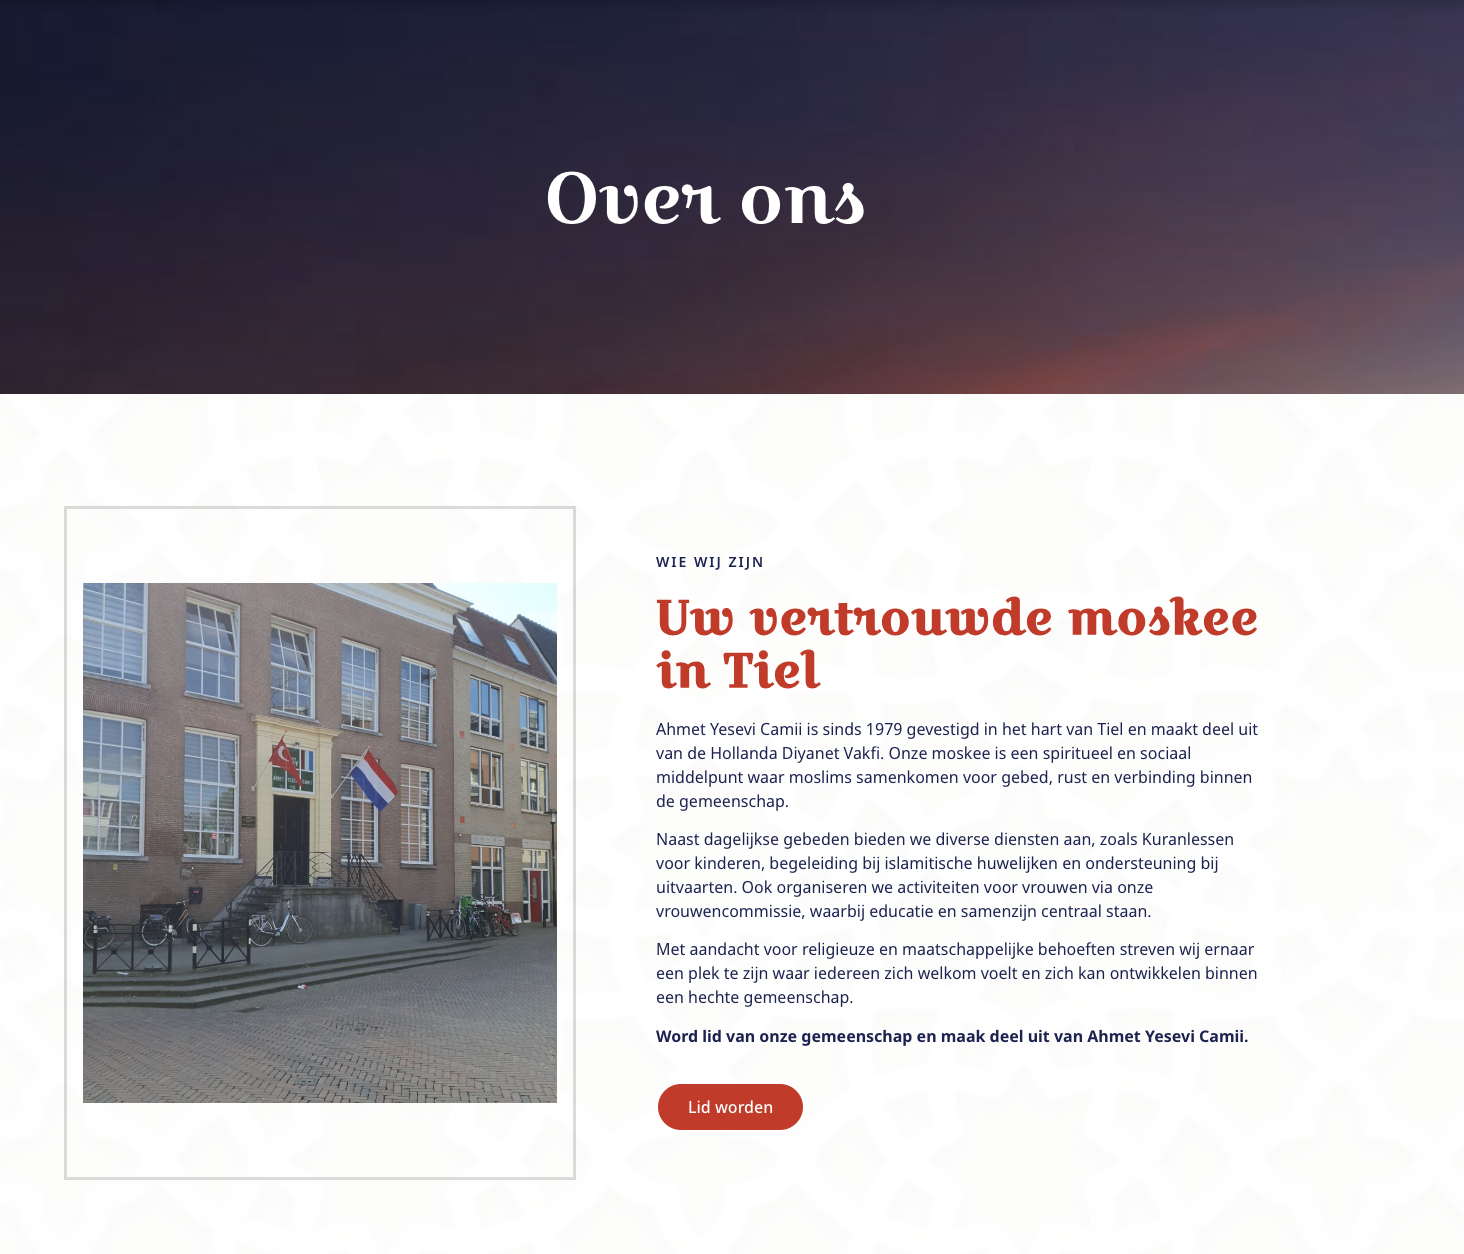 Over ons
WIE WIJ ZIJN
Uw vertrouwde moskee
in Tiel
Ahmet Yesevi Camii is sinds 1979 gevestigd in het hart van Tiel en maakt deel uit
van de Hollanda Diyanet Vakfi. Onze moskee is een spiritueel en sociaal
middelpunt waar moslims samenkomen voor gebed, rust en verbinding binnen
de gemeenschap.
Naast dagelijkse gebeden bieden we diverse diensten aan, zoals Kuranlessen
voor kinderen, begeleiding bij islamitische huwelijken en ondersteuning bij
uitvaarten. Ook organiseren we activiteiten voor vrouwen via onze
vrouwencommissie, waarbij educatie en samenzijn centraal staan.
Met aandacht voor religieuze en maatschappelijke behoeften streven wij ernaar
een plek te zijn waar iedereen zich welkom voelt en zich kan ontwikkelen binnen
een hechte gemeenschap.
Word lid van onze gemeenschap en maak deel uit van Ahmet Yesevi Camii.
Lid worden